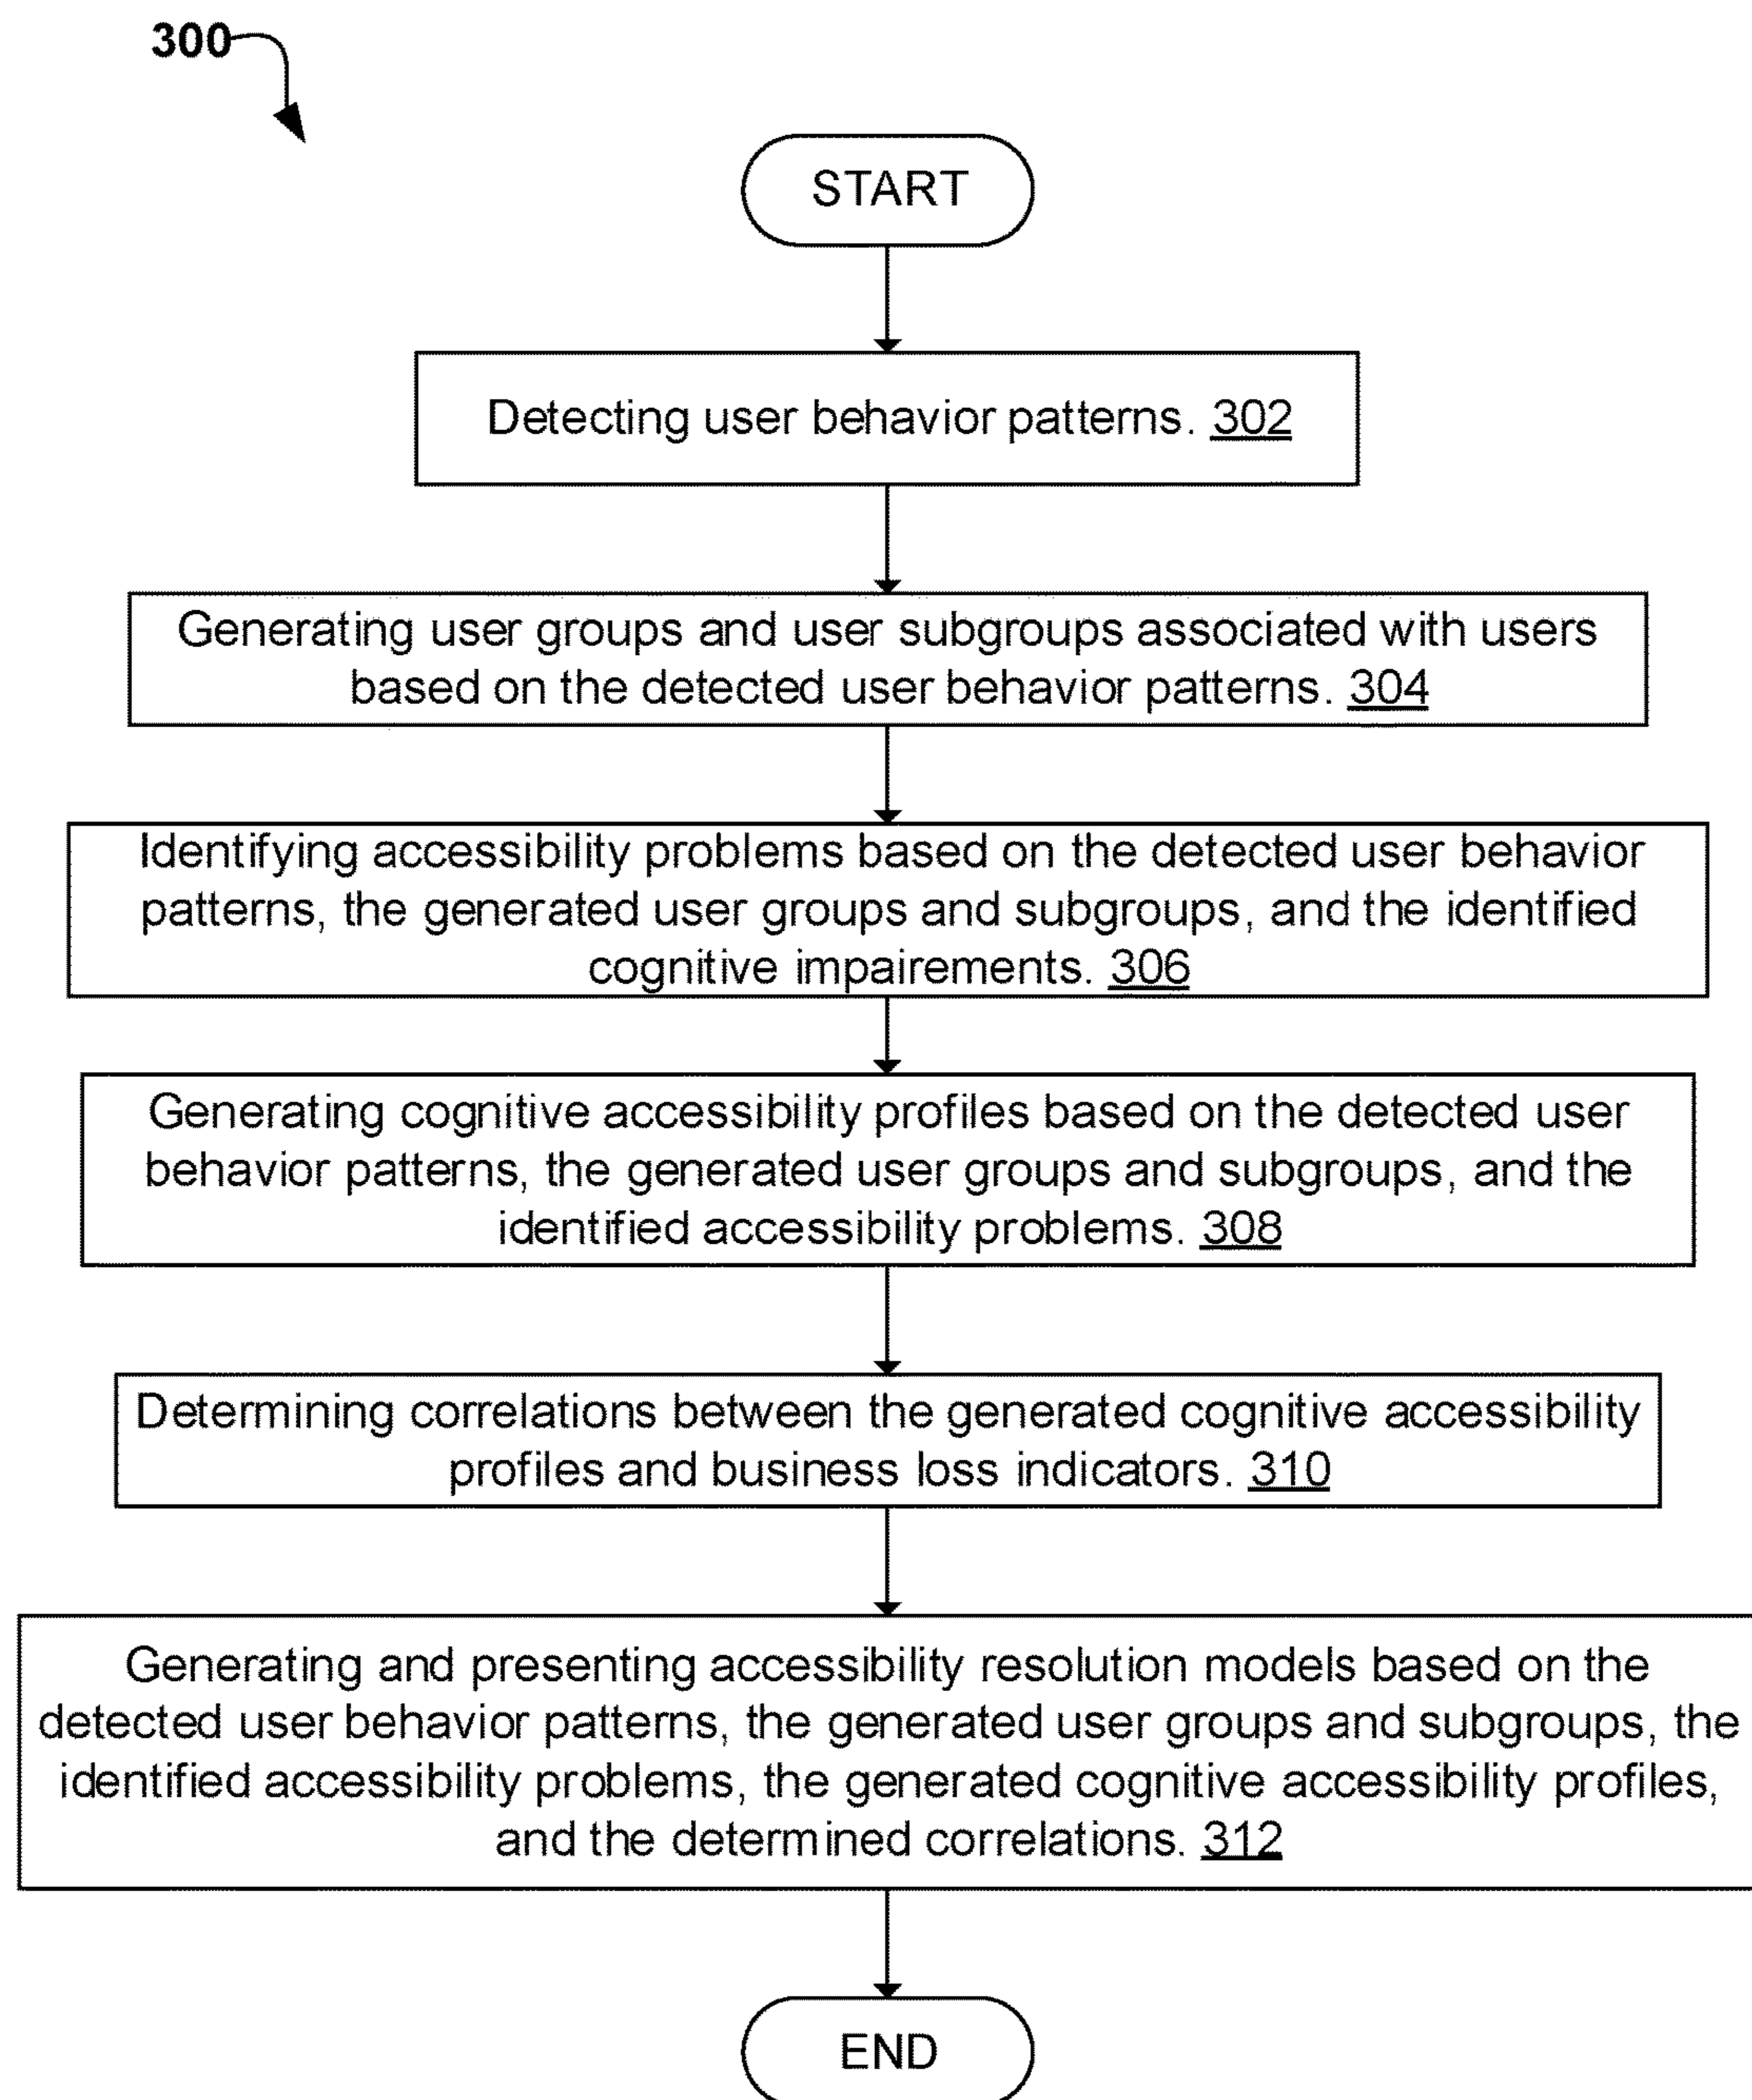 300
START
Detecting user behavior patterns. 302
Generating user groups and user subgroups associated with users
based on the detected user behavior patterns. 304
Identifying accessibility problems based on the detected user behavior
patterns, the generated user groups and subgroups, and the identified
cognitive impairements. 306
Generating cognitive accessibility profiles based on the detected user
behavior patterns, the generated user groups and subgroups, and the
identified accessibility problems. 308
Determining correlations between the generated cognitive accessibility
profiles and business loss indicators. 310
Generating and presenting accessibility resolution models based on the
detected user behavior patterns, the generated user groups and subgroups, the
identified accessibility problems, the generated cognitive accessibility profiles,
and the determined correlations. 312
END